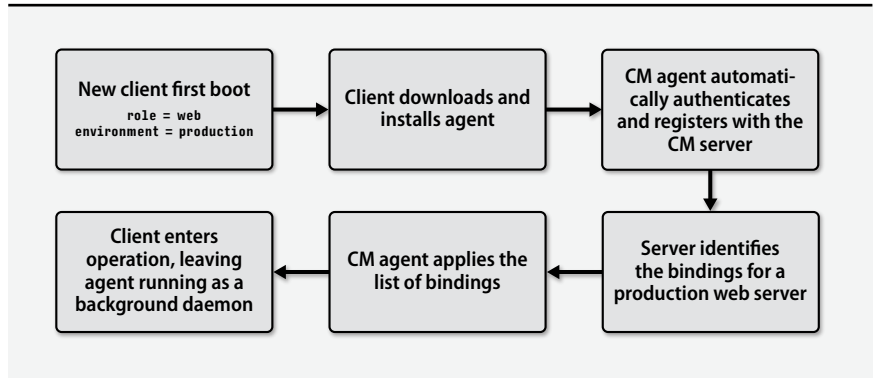 New client first boot
role = web
environment = production
Client downloads and
installs agent
CM agent automati-
cally authenticates
and registers with the
CM server
Server identifies
the bindings for a
production web server
CM agent applies the
list of bindings
Client enters
operation, leaving
agent running as a
background daemon